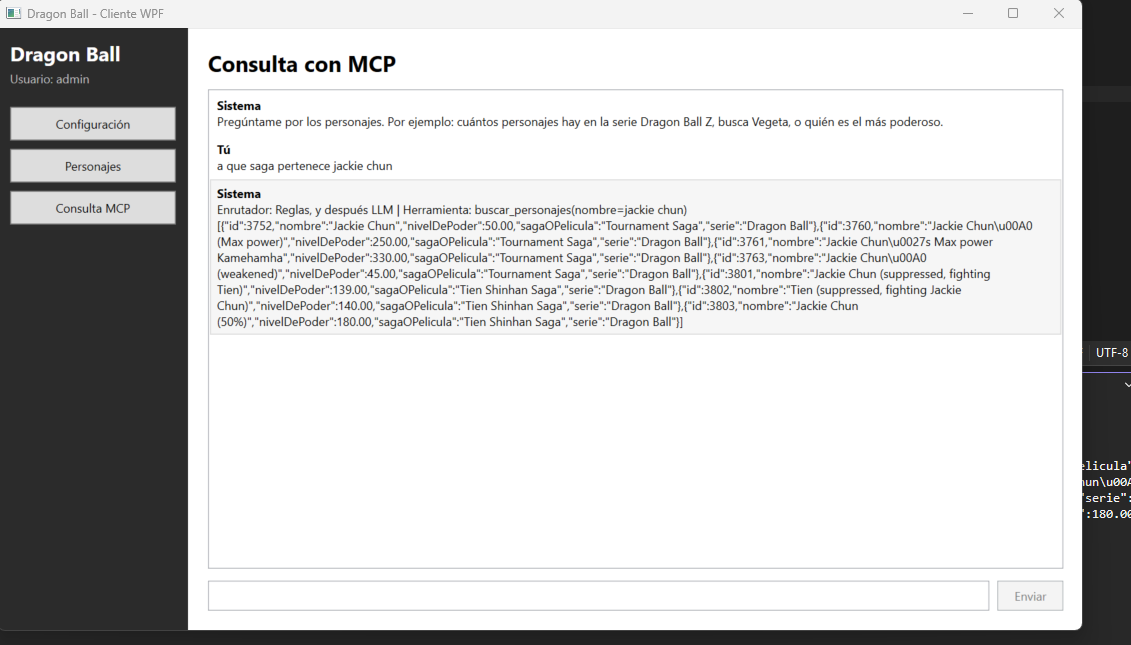 Dragon Ball - Cliente WPF
Dragon Ball
Usuario: admin
Configuración
Personajes
Consulta MCP
Consulta con MCP
Sistema
Pregúntame por los personajes. Por ejemplo: cuántos personajes hay en la serie Dragon Ball Z, busca Vegeta, o quién es el más poderoso.
Tú
a que saga pertenece jackie chun
Sistema
Enrutador: Reglas, y después LLM | Herramienta: buscar_personajes(nombre=jackie chun)
[{"id":3752,"nombre":"Jackie Chun","nivelDePoder":50.00,"sagaOPelicula":"Tournament Saga","serie":"Dragon Ball"},{"id":3760,"nombre":"Jackie Chun\u00A0
(Max power)","nivelDePoder":250.00,"sagaOPelicula":"Tournament Saga","serie":"Dragon Ball"},{"id":3761,"nombre":"Jackie Chun\u0027s Max power
Kamehamha","nivelDePoder":330.00,"sagaOPelicula":"Tournament Saga","serie":"Dragon Ball"},{"id":3763,"nombre":"Jackie Chun\u00A0
(weakened)","nivelDePoder":45.00,"sagaOPelicula":"Tournament Saga","serie":"Dragon Ball"},{"id":3801,"nombre":"Jackie Chun (suppressed, fighting
Tien)","nivelDePoder":139.00,"sagaOPelicula":"Tien Shinhan Saga","serie":"Dragon Ball"},{"id":3802,"nombre":"Tien (suppressed, fighting Jackie
Chun)","nivelDePoder":140.00,"sagaOPelicula":"Tien Shinhan Saga","serie":"Dragon Ball"},{"id":3803,"nombre":"Jackie Chun
(50%)","nivelDePoder":180.00,"sagaOPelicula":"Tien Shinhan Saga","serie":"Dragon Ball"}]
Enviar
UTF-8
elicula"
un\u00A
"serie":
":180.00